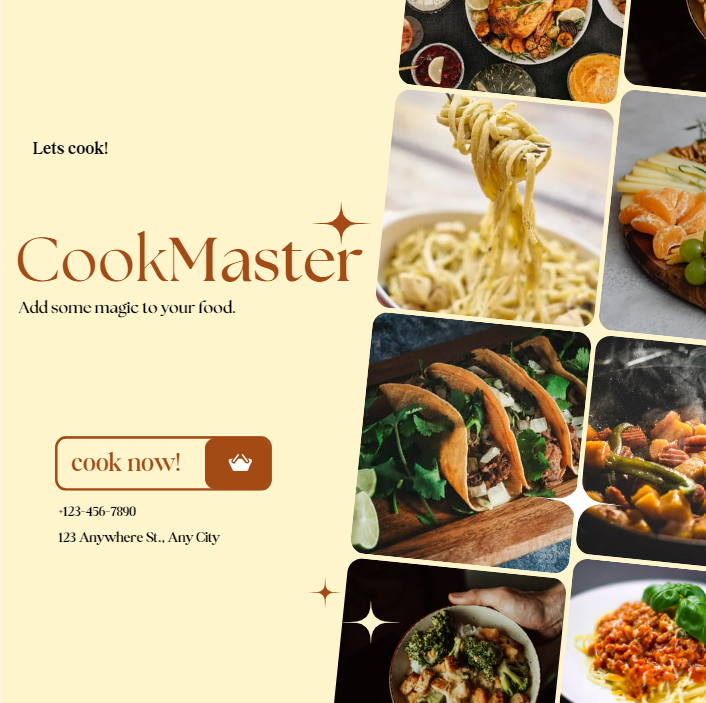 Lets cook!
CookMaster
Add some magic to your food.
cook now!
+123-456-7890
123 Anywhere St., Any City